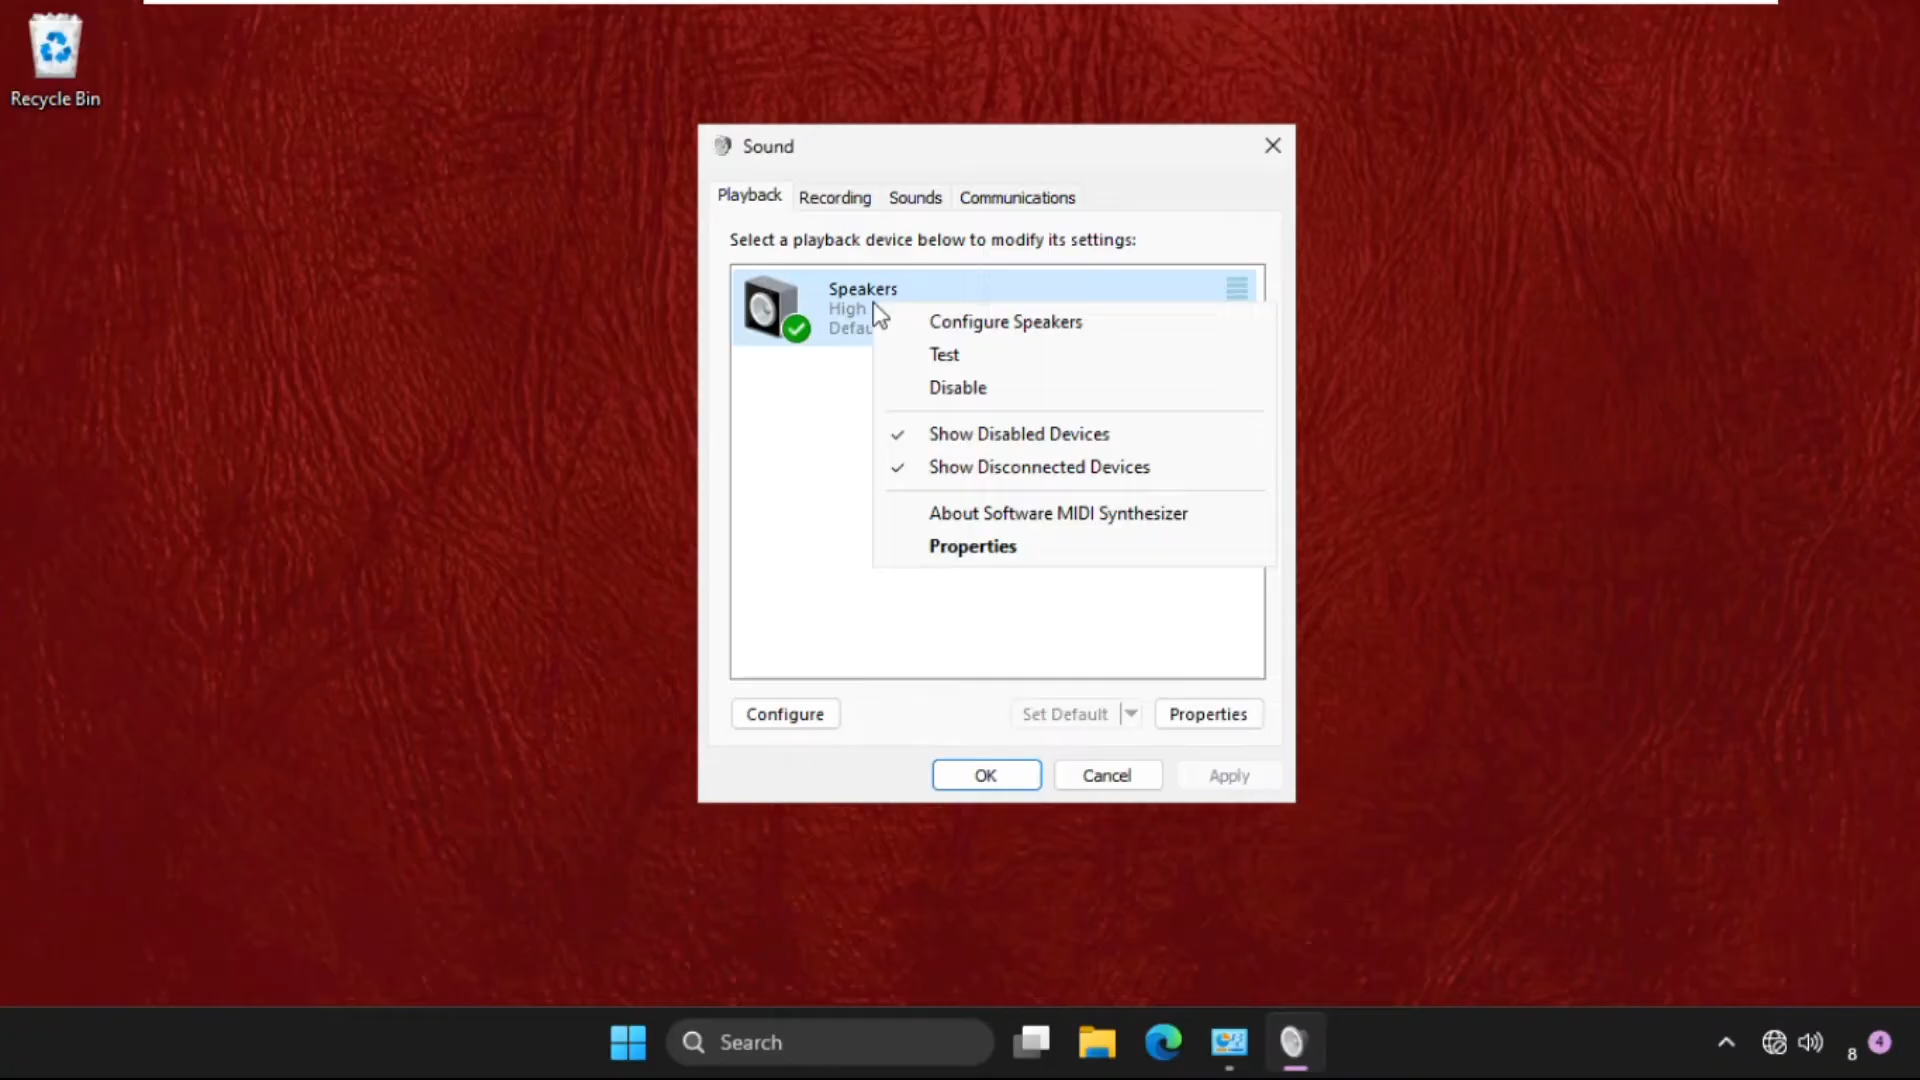 Recycle Bin
Sound
Playback Recording Sounds Communications
Select a playback device below to modify its settings:
Speakers
High
Configure Speakers
Test
Disable
Show Disabled Devices
Show Disconnected Devices
About Software MIDI Synthesizer
Properties
Configure Set Default Properties
OK Cancel Apply
Search
8 4